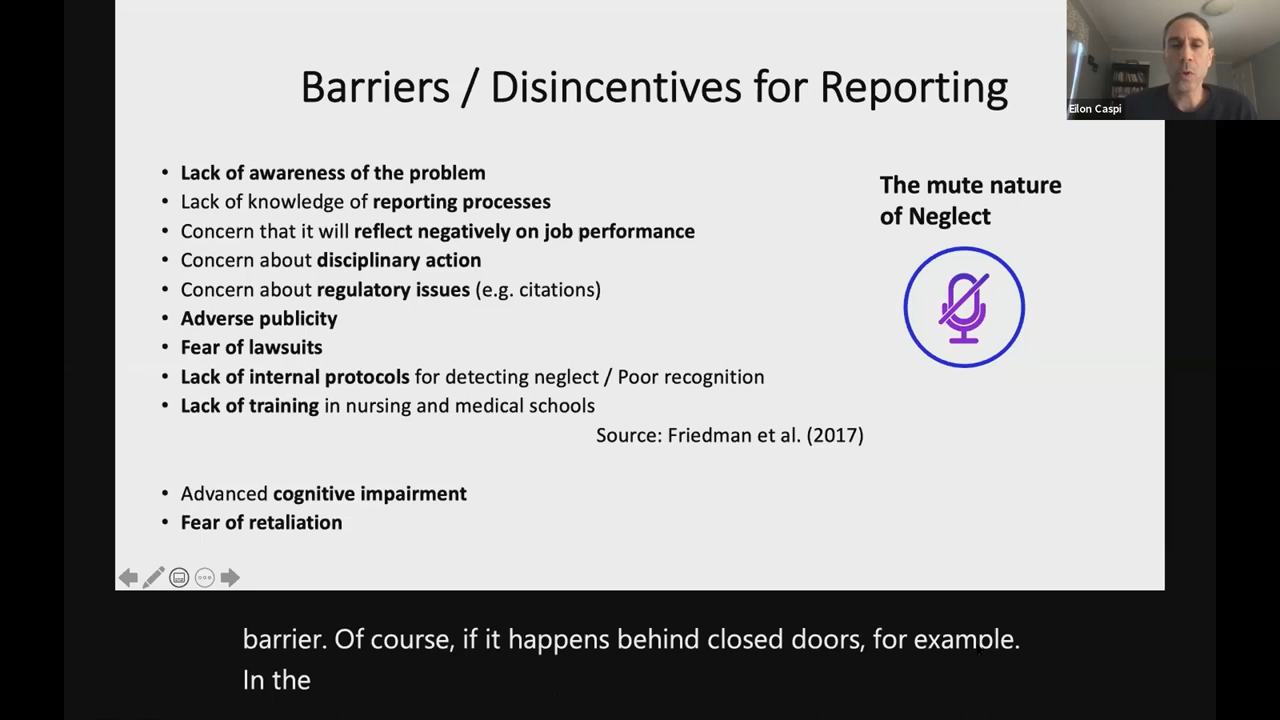 Barriers / Disincentives for Reporting
Eilon Caspi
• Lack of awareness of the problem
• Lack of knowledge of reporting processes
• Concern that it will reflect negatively on job performance
• Concern about disciplinary action
• Concern about regulatory issues (e.g. citations)
• Adverse publicity
• Fear of lawsuits
• Lack of internal protocols for detecting neglect / Poor recognition
• Lack of training in nursing and medical schools
Source: Friedman et al. (2017)
• Advanced cognitive impairment
• Fear of retaliation
The mute nature
of Neglect
barrier. Of course, if it happens behind closed doors, for example.
In the